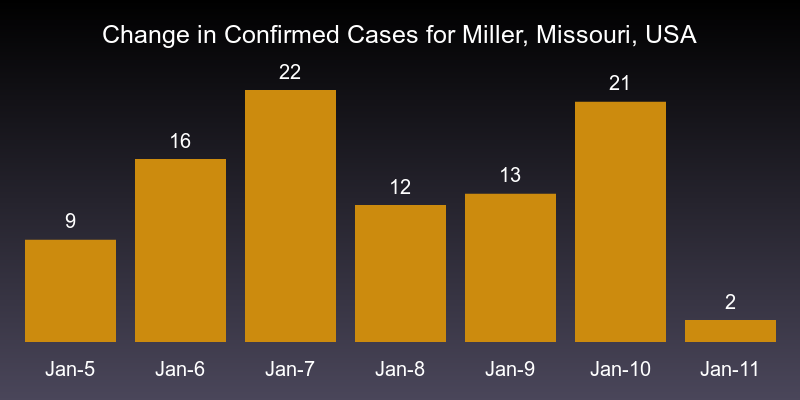 Change in Confirmed Cases for Miller, Missouri, USA
9
16
22
12
13
21
2
Jan-5
Jan-6
Jan-7
Jan-8
Jan-9
Jan-10
Jan-11